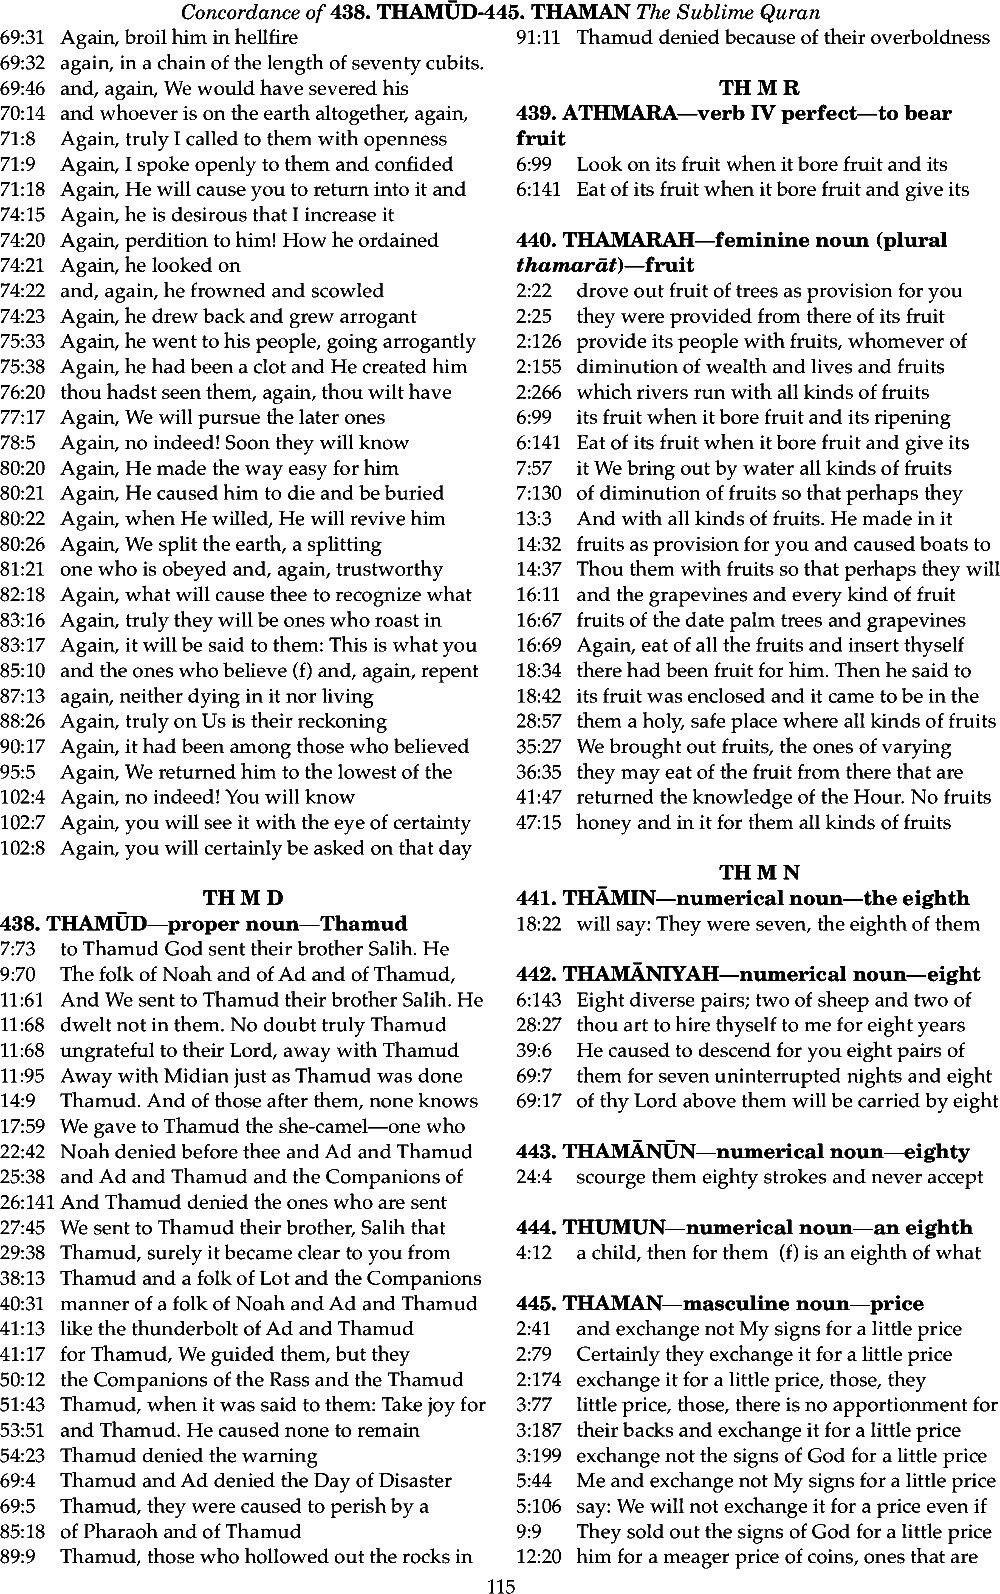 Concordance of 438. THAMŪD-445. THAMAN The Sublime Quran
69:31 Again, broil him in hellfire
69:32 again, in a chain of the length of seventy cubits.
69:46 and, again, We would have severed his
70:14 and whoever is on the earth altogether, again,
71:8 Again, truly I called to them with openness
71:9 Again, I spoke openly to them and confided
71:18 Again, He will cause you to return into it and
74:15 Again, he is desirous that I increase it
74:20 Again, perdition to him! How he ordained
74:21 Again, he looked on
74:22 and, again, he frowned and scowled
74:23 Again, he drew back and grew arrogant
75:33 Again, he went to his people, going arrogantly
75:38 Again, he had been a clot and He created him
76:20 thou hadst seen them, again, thou wilt have
77:17 Again, We will pursue the later ones
78:5 Again, no indeed! Soon they will know
80:20 Again, He made the way easy for him
80:21 Again, He caused him to die and be buried
80:22 Again, when He willed, He will revive him
80:26 Again, We split the earth, a splitting
81:21 one who is obeyed and, again, trustworthy
82:18 Again, what will cause thee to recognize what
83:16 Again, truly they will be ones who roast in
83:17 Again, it will be said to them: This is what you
85:10 and the ones who believe (f) and, again, repent
87:13 again, neither dying in it nor living
88:26 Again, truly on Us is their reckoning
90:17 Again, it had been among those who believed
95:5 Again, We returned him to the lowest of the
102:4 Again, no indeed! You will know
102:7 Again, you will see it with the eye of certainty
102:8 Again, you will certainly be asked on that day
TH M D
438. THAMŪD—proper noun—Thamud
7:73 to Thamud God sent their brother Salih. He
9:70 The folk of Noah and of Ad and of Thamud,
11:61 And We sent to Thamud their brother Salih. He
11:68 dwelt not in them. No doubt truly Thamud
11:68 ungrateful to their Lord, away with Thamud
11:95 Away with Midian just as Thamud was done
14:9 Thamud. And of those after them, none knows
17:59 We gave to Thamud the she-camel—one who
22:42 Noah denied before thee and Ad and Thamud
25:38 and Ad and Thamud and the Companions of
26:141 And Thamud denied the ones who are sent
27:45 We sent to Thamud their brother, Salih that
29:38 Thamud, surely it became clear to you from
38:13 Thamud and a folk of Lot and the Companions
40:31 manner of a folk of Noah and Ad and Thamud
41:13 like the thunderbolt of Ad and Thamud
41:17 for Thamud, We guided them, but they
50:12 the Companions of the Rass and the Thamud
51:43 Thamud, when it was said to them: Take joy for
53:51 and Thamud. He caused none to remain
54:23 Thamud denied the warning
69:4 Thamud and Ad denied the Day of Disaster
69:5 Thamud, they were caused to perish by a
85:18 of Pharaoh and of Thamud
89:9 Thamud, those who hollowed out the rocks in
91:11 Thamud denied because of their overboldness
TH M R
439. ATHMARA—verb IV perfect—to bear
fruit
6:99 Look on its fruit when it bore fruit and its
6:141 Eat of its fruit when it bore fruit and give its
440. THAMARAH—feminine noun (plural
thamarāt)—fruit
2:22 drove out fruit of trees as provision for you
2:25 they were provided from there of its fruit
2:126 provide its people with fruits, whomever of
2:155 diminution of wealth and lives and fruits
2:266 which rivers run with all kinds of fruits
6:99 its fruit when it bore fruit and its ripening
6:141 Eat of its fruit when it bore fruit and give its
7:57 it We bring out by water all kinds of fruits
7:130 of diminution of fruits so that perhaps they
13:3 And with all kinds of fruits. He made in it
14:32 fruits as provision for you and caused boats to
14:37 Thou them with fruits so that perhaps they will
16:11 and the grapevines and every kind of fruit
16:67 fruits of the date palm trees and grapevines
16:69 Again, eat of all the fruits and insert thyself
18:34 there had been fruit for him. Then he said to
18:42 its fruit was enclosed and it came to be in the
28:57 them a holy, safe place where all kinds of fruits
35:27 We brought out fruits, the ones of varying
36:35 they may eat of the fruit from there that are
41:47 returned the knowledge of the Hour. No fruits
47:15 honey and in it for them all kinds of fruits
TH M N
441. THĀMIN—numerical noun—the eighth
18:22 will say: They were seven, the eighth of them
442. THAMĀNIYAH—numerical noun—eight
6:143 Eight diverse pairs; two of sheep and two of
28:27 thou art to hire thyself to me for eight years
39:6 He caused to descend for you eight pairs of
69:7 them for seven uninterrupted nights and eight
69:17 of thy Lord above them will be carried by eight
443. THAMĀNŪN—numerical noun—eighty
24:4 scourge them eighty strokes and never accept
444. THUMUN—numerical noun—an eighth
4:12 a child, then for them (f) is an eighth of what
445. THAMAN—masculine noun—price
2:41 and exchange not My signs for a little price
2:79 Certainly they exchange it for a little price
2:174 exchange it for a little price, those, they
3:77 little price, those, there is no apportionment for
3:187 their backs and exchange it for a little price
3:199 exchange not the signs of God for a little price
5:44 Me and exchange not My signs for a little price
5:106 say: We will not exchange it for a price even if
9:9 They sold out the signs of God for a little price
12:20 him for a meager price of coins, ones that are
115